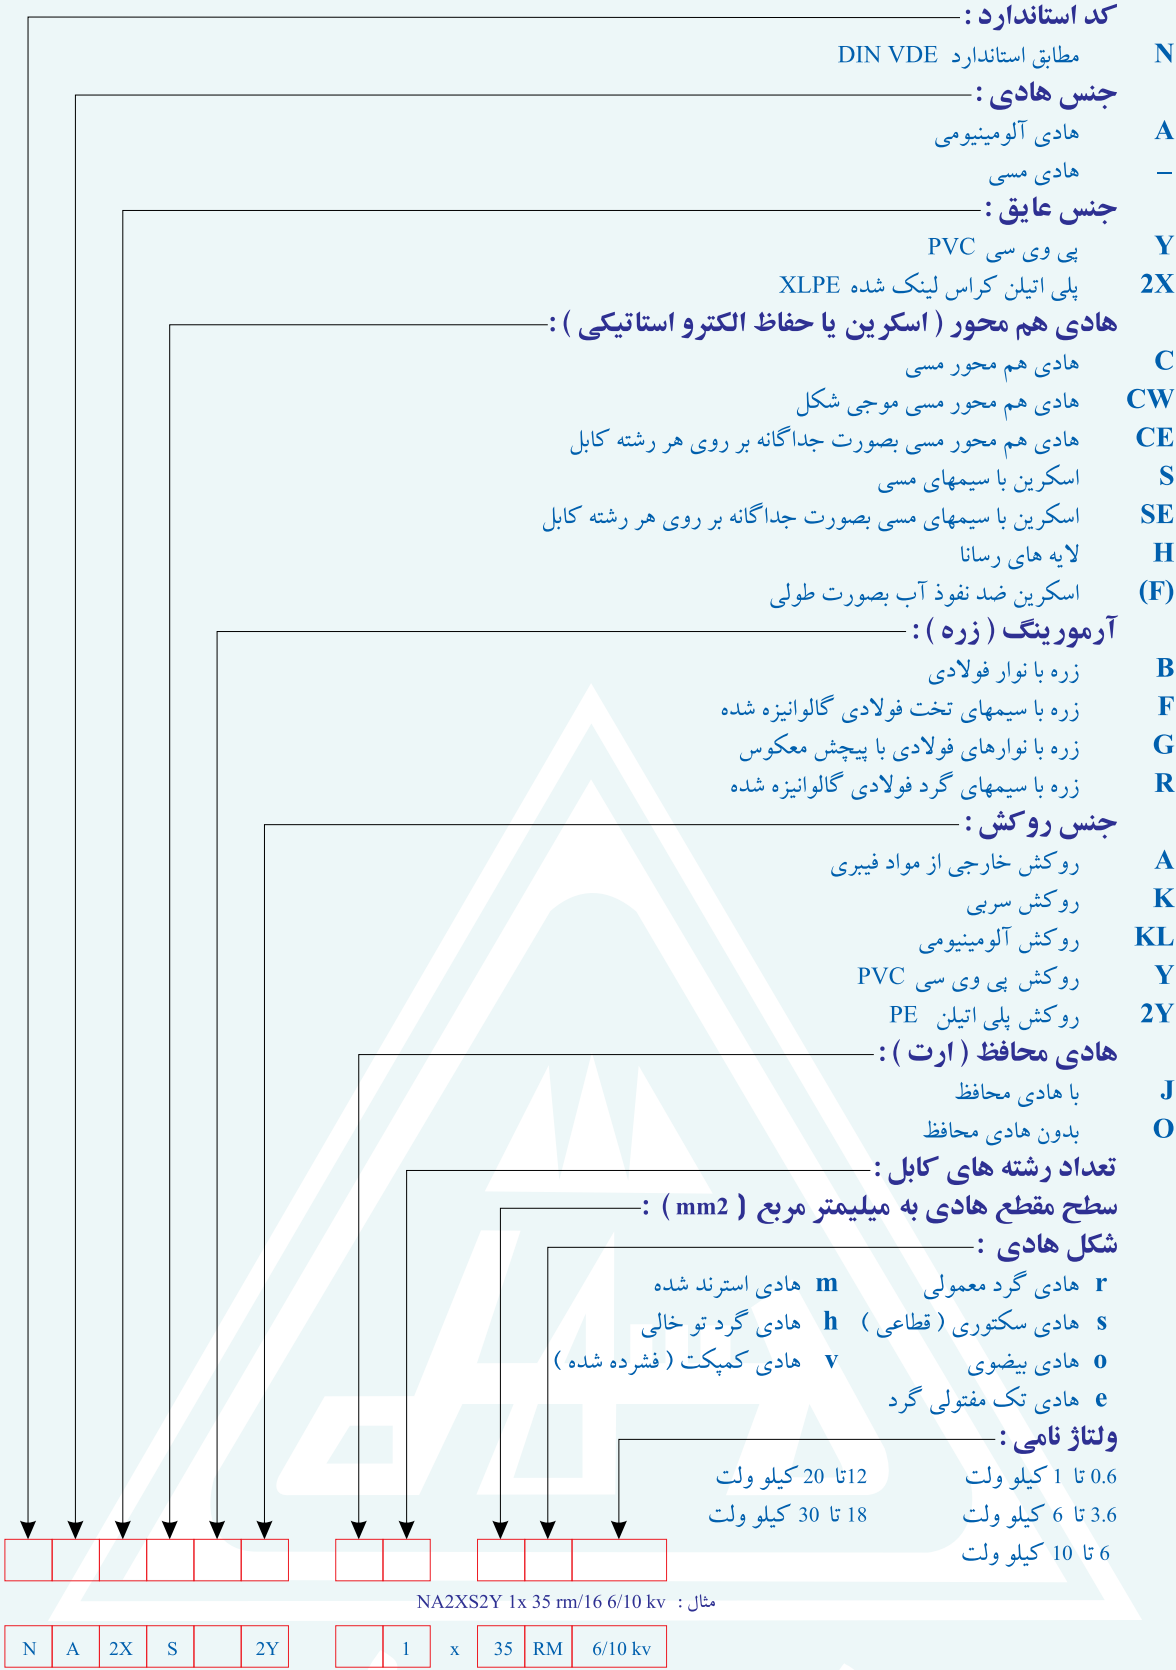 کد استاندارد :
N مطابق استاندارد DIN VDE
جنس هادی :
A هادی آلومینیومی
– هادی مسی
جنس عایق :
Y پی وی سی PVC
2X پلی اتیلن کراس لینک شده XLPE
هادی هم محور ( اسکرین یا حفاظ الکترو استاتیکی ) :
C هادی هم محور مسی
CW هادی هم محور مسی موجی شکل
CE هادی هم محور مسی بصورت جداگانه بر روی هر رشته کابل
S اسکرین با سیمهای مسی
SE اسکرین با سیمهای مسی بصورت جداگانه بر روی هر رشته کابل
H لایه های رسانا
(F) اسکرین ضد نفوذ آب بصورت طولی
آرمورینگ ( زره ) :
B زره با نوار فولادی
F زره با سیمهای تخت فولادی گالوانیزه شده
G زره با نوارهای فولادی با پیچش معکوس
R زره با سیمهای گرد فولادی گالوانیزه شده
جنس روکش :
A روکش خارجی از مواد فیبری
K روکش سربی
KL روکش آلومینیومی
Y روکش پی وی سی PVC
2Y روکش پلی اتیلن PE
هادی محافظ ( ارت ) :
J با هادی محافظ
O بدون هادی محافظ
تعداد رشته های کابل :
سطح مقطع هادی به میلیمتر مربع ( mm2 ) :
شکل هادی :
r هادی گرد معمولی m هادی استرند شده
s هادی سکتوری ( قطاعی ) h هادی گرد تو خالی
o هادی بیضوی v هادی کمپکت ( فشرده شده )
e هادی تک مفتولی گرد
ولتاژ نامی :
0.6 تا 1 کیلو ولت 12تا 20 کیلو ولت
3.6 تا 6 کیلو ولت 18 تا 30 کیلو ولت
6 تا 10 کیلو ولت
مثال : NA2XS2Y 1x 35 rm/16 6/10 kv
N A 2X S 2Y 1 x 35 RM 6/10 kv